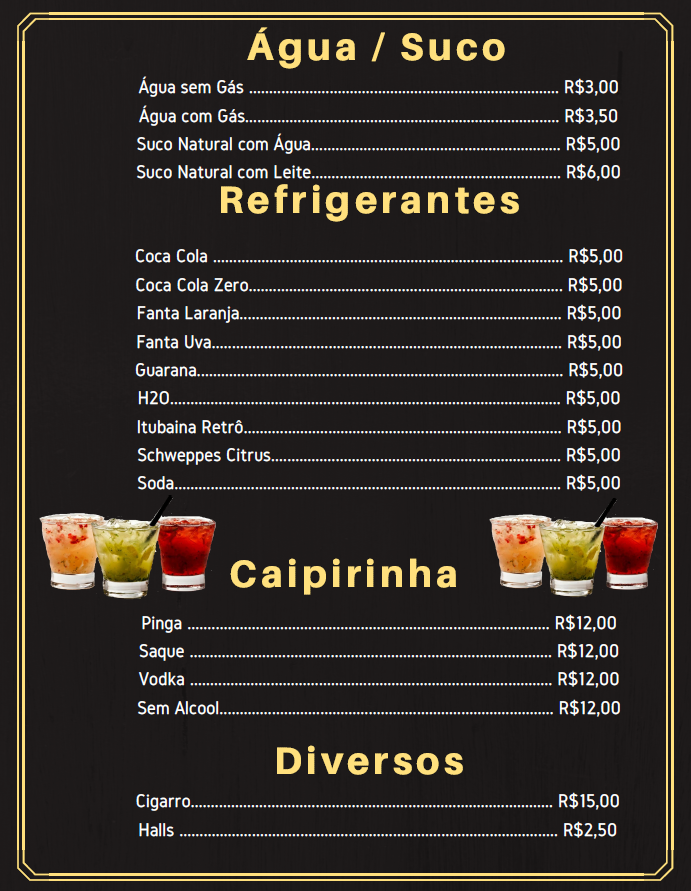 Água / Suco
Água sem Gás ............................................................................. R$3,00
Água com Gás.............................................................................. R$3,50
Suco Natural com Água.............................................................. R$5,00
Suco Natural com Leite.............................................................. R$6,00
Refrigerantes
Coca Cola ....................................................................................... R$5,00
Coca Cola Zero.............................................................................. R$5,00
Fanta Laranja................................................................................ R$5,00
Fanta Uva....................................................................................... R$5,00
Guarana........................................................................................... R$5,00
H2O................................................................................................. R$5,00
Itubaina Retrô............................................................................... R$5,00
Schweppes Citrus........................................................................ R$5,00
Soda................................................................................................ R$5,00
Caipirinha
Pinga .......................................................................................... R$12,00
Saque .......................................................................................... R$12,00
Vodka .......................................................................................... R$12,00
Sem Alcool................................................................................... R$12,00
Diversos
Cigarro.......................................................................................... R$15,00
Halls .............................................................................................. R$2,50